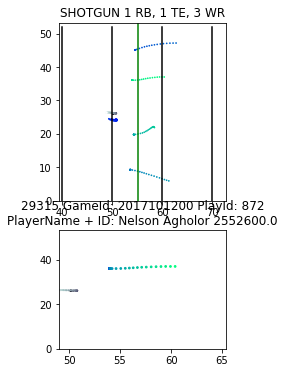 SHOTGUN 1 RB, 1 TE, 3 WR
50
40
30
20
10
0
40 50 60 70
29315 GameId: 2017101200 PlayId: 872
PlayerName + ID: Nelson Agholor 2552600.0
40
20
0
50 55 60 65